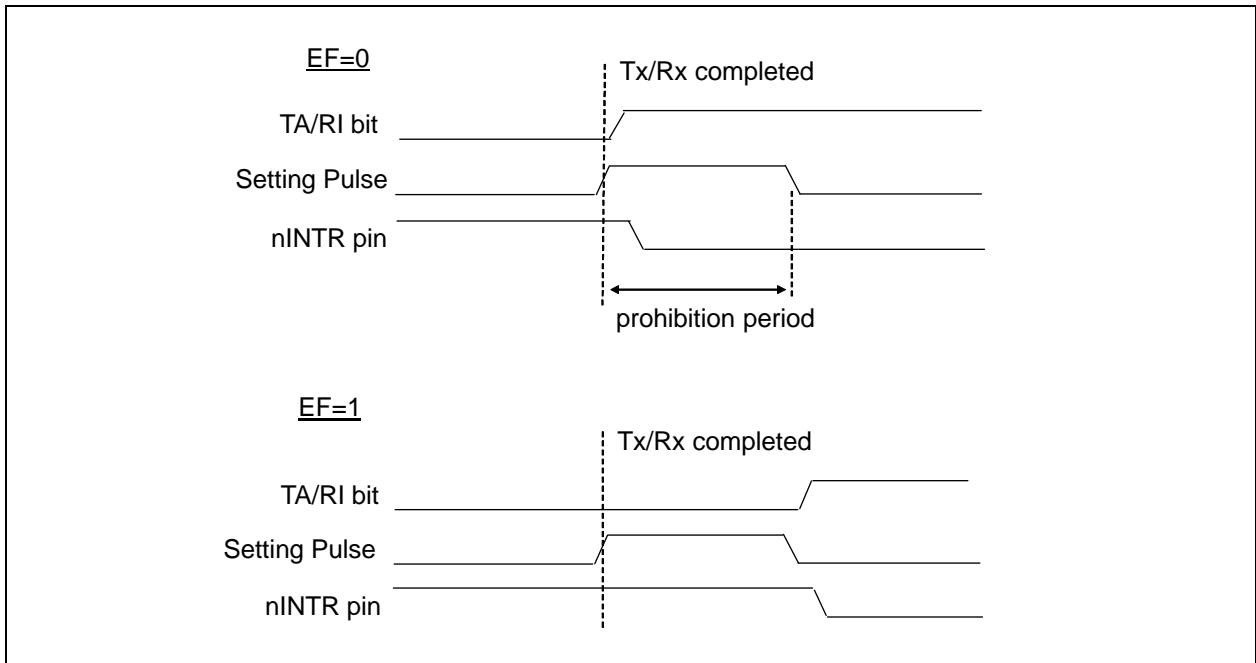 EF=0
Tx/Rx completed
TA/RI bit
Setting Pulse
nINTR pin
prohibition period
EF=1
Tx/Rx completed
TA/RI bit
Setting Pulse
nINTR pin